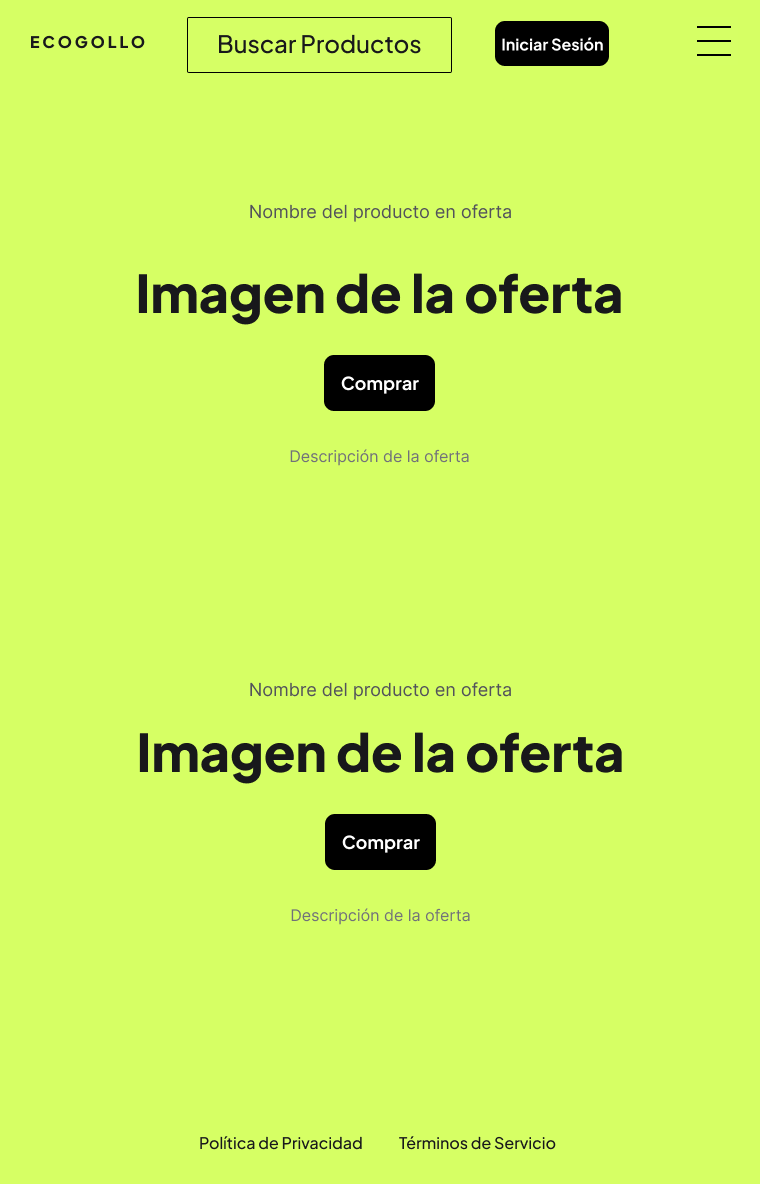 ECOGOLLO
Buscar Productos
Iniciar Sesión
Nombre del producto en oferta
Imagen de la oferta
Comprar
Descripción de la oferta
Nombre del producto en oferta
Imagen de la oferta
Comprar
Descripción de la oferta
Política de Privacidad
Términos de Servicio